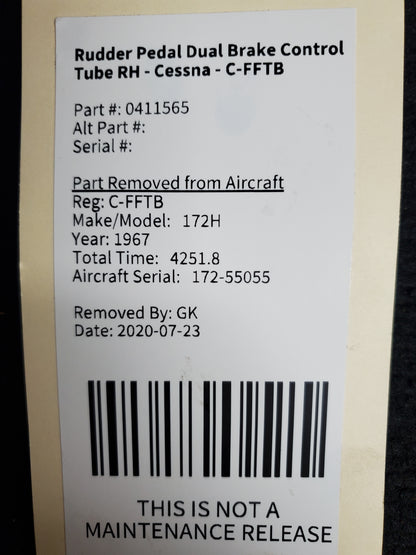 Rudder Pedal Dual Brake Control
Tube RH - Cessna - C-FFTB
Part #: 0411565
Alt Part #:
Serial #:
Part Removed from Aircraft
Reg: C-FFTB
Make/Model: 172H
Year: 1967
Total Time: 4251.8
Aircraft Serial: 172-55055
Removed By: GK
Date: 2020-07-23
THIS IS NOT A
MAINTENANCE RELEASE